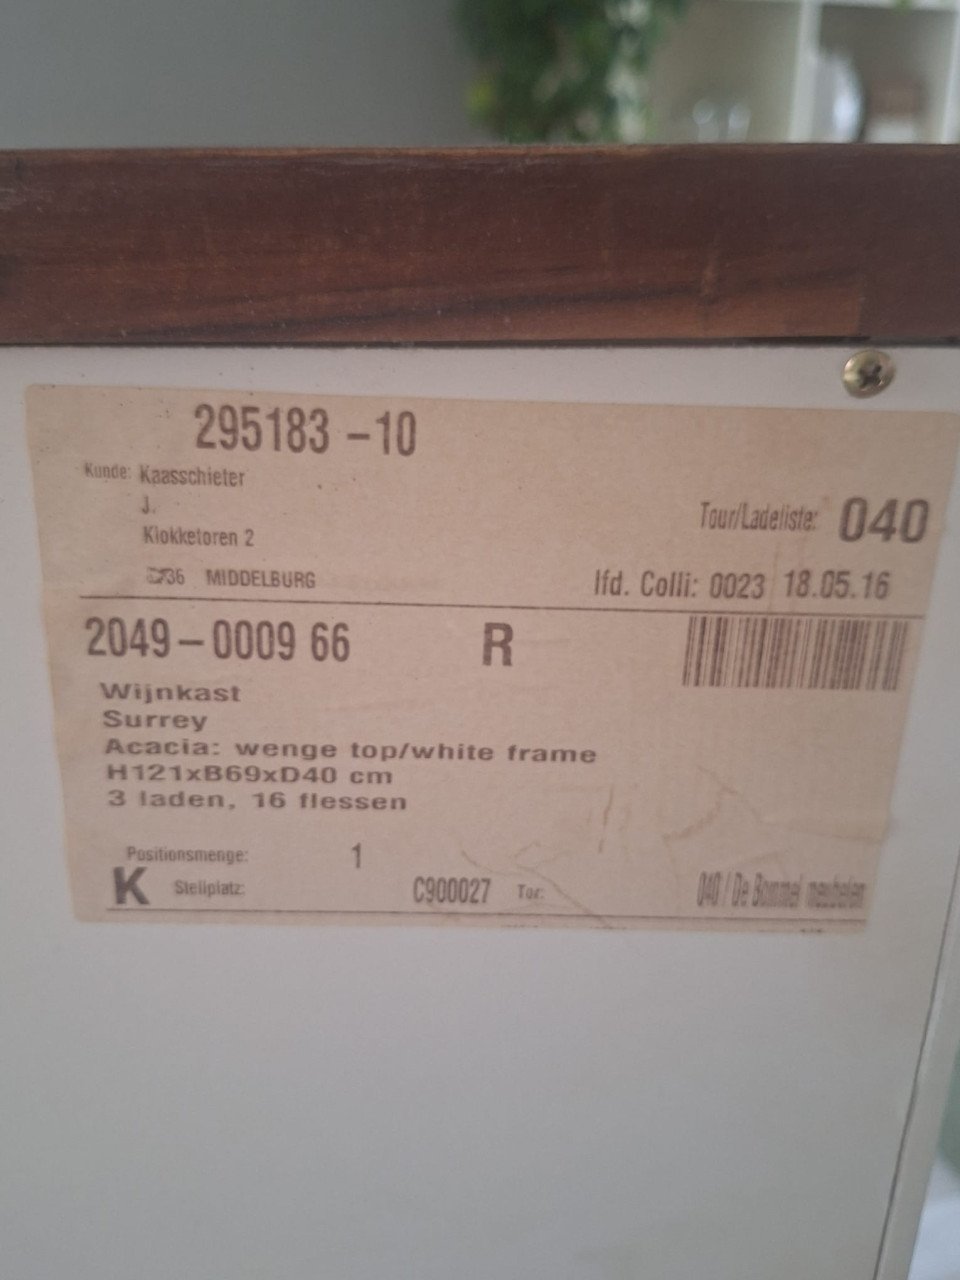 295183 - 10
Kunde: Kaasschieter
J.
Klokketoren 2
36 MIDDELBURG
Tour/Ladeliste: 040
lfd. Colli: 0023 18.05.16
2049 - 0009 66 R
Wijnkast
Surrey
Acacia: wenge top/white frame
H121xB69xD40 cm
3 laden, 16 flessen
Positionsmenge: 1
K Stellplatz: C900027 Tor: 040 / De Bommel meubelen